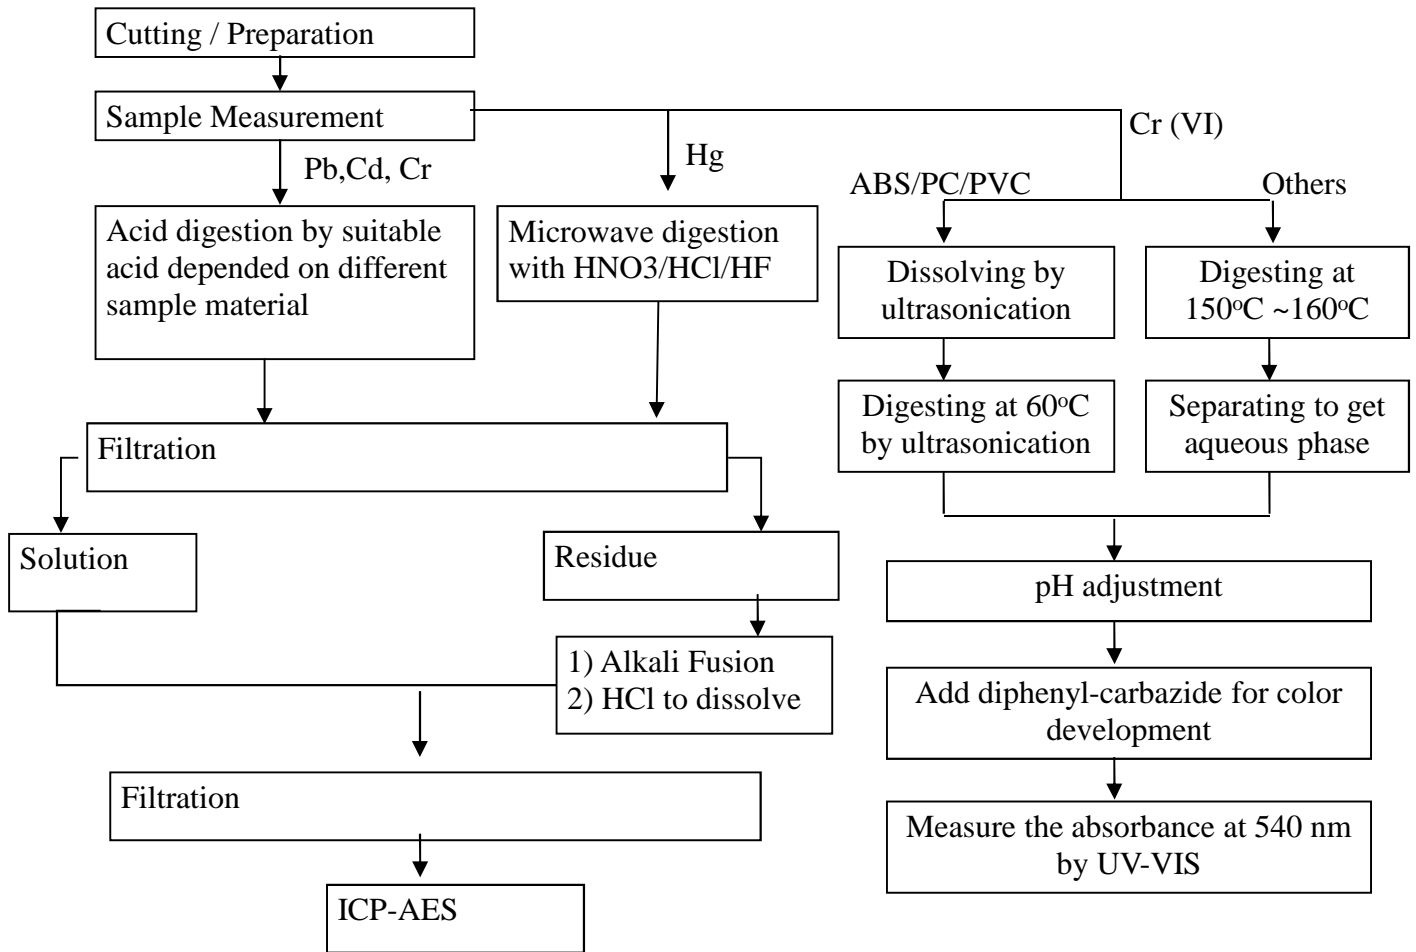 Cutting / Preparation
Sample Measurement
Pb,Cd, Cr
Hg
Cr (VI)
ABS/PC/PVC
Others
Acid digestion by suitable
acid depended on different
sample material
Microwave digestion
with HNO3/HCl/HF
Dissolving by
ultrasonication
Digesting at
150°C ~160°C
Digesting at 60°C
by ultrasonication
Separating to get
aqueous phase
Filtration
Solution
Residue
1) Alkali Fusion
2) HCl to dissolve
pH adjustment
Add diphenyl-carbazide for color
development
Filtration
Measure the absorbance at 540 nm
by UV-VIS
ICP-AES